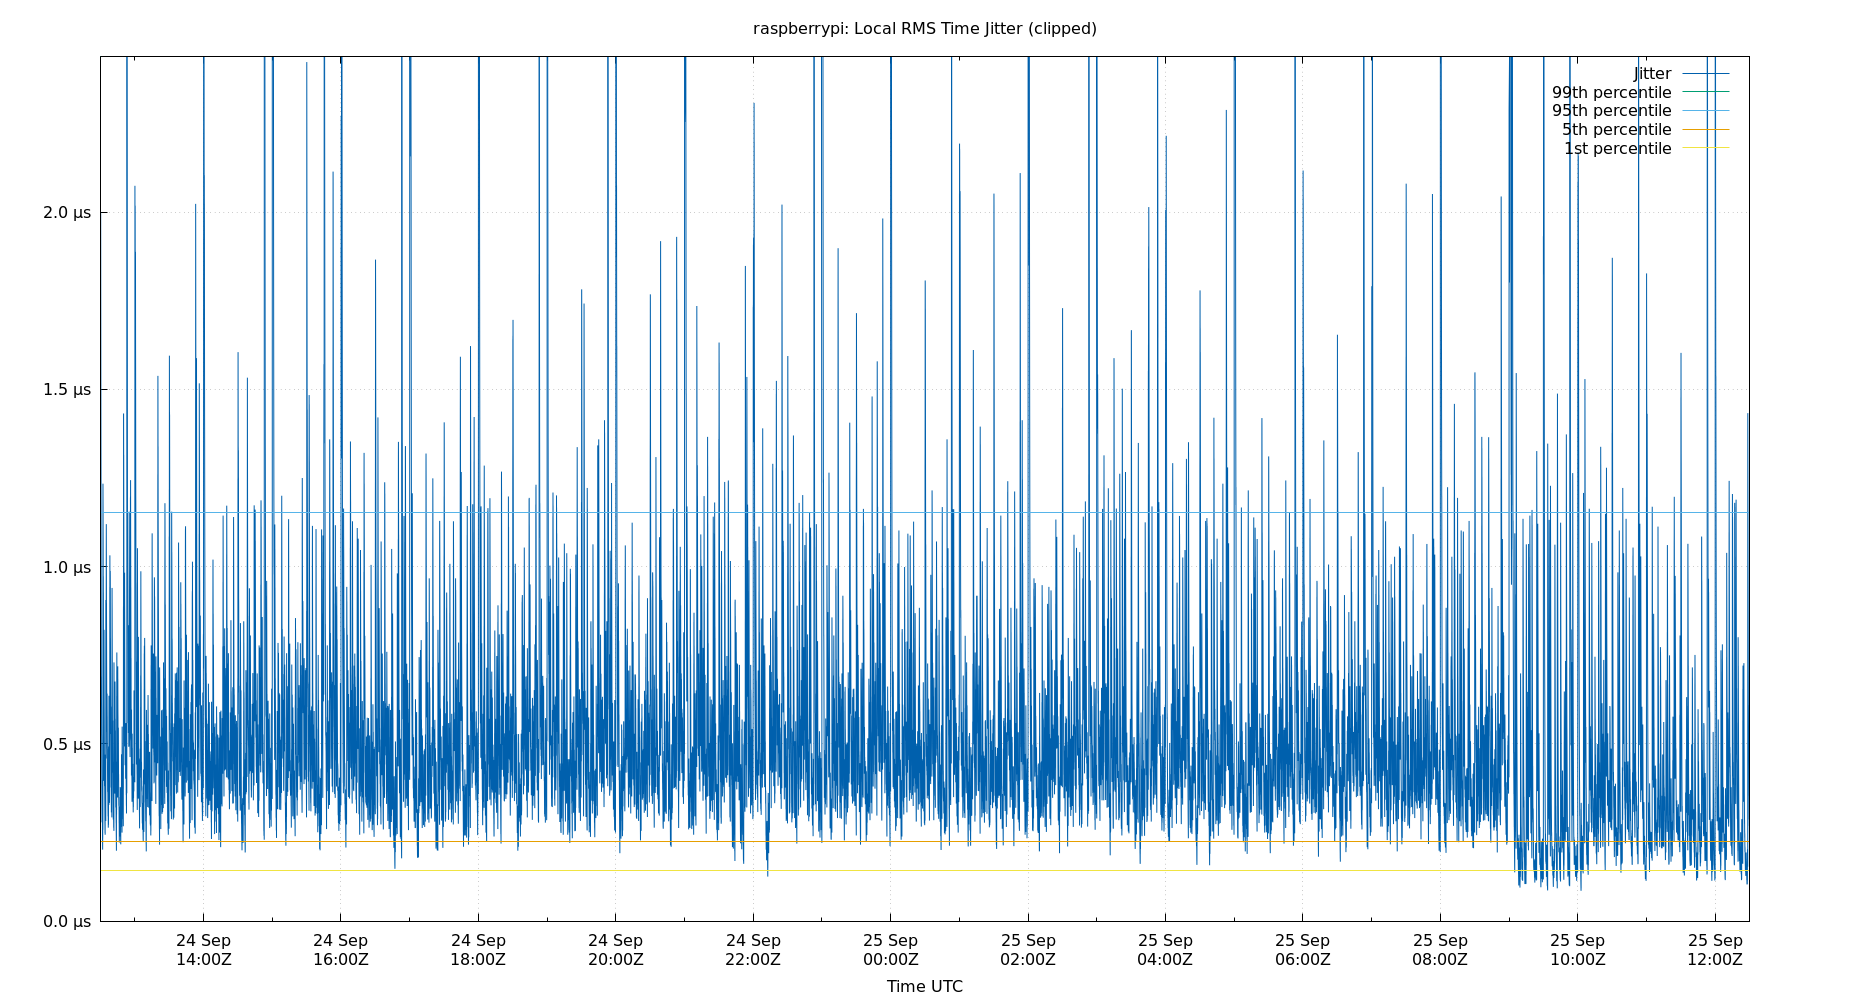 raspberrypi: Local RMS Time Jitter (clipped)
Jitter
99th percentile
95th percentile
5th percentile
1st percentile
2.0 µs
1.5 µs
1.0 µs
0.5 µs
0.0 µs
24 Sep 24 Sep 24 Sep 24 Sep 24 Sep 25 Sep 25 Sep 25 Sep 25 Sep 25 Sep 25 Sep 25 Sep
14:00Z 16:00Z 18:00Z 20:00Z 22:00Z 00:00Z 02:00Z 04:00Z 06:00Z 08:00Z 10:00Z 12:00Z
Time UTC